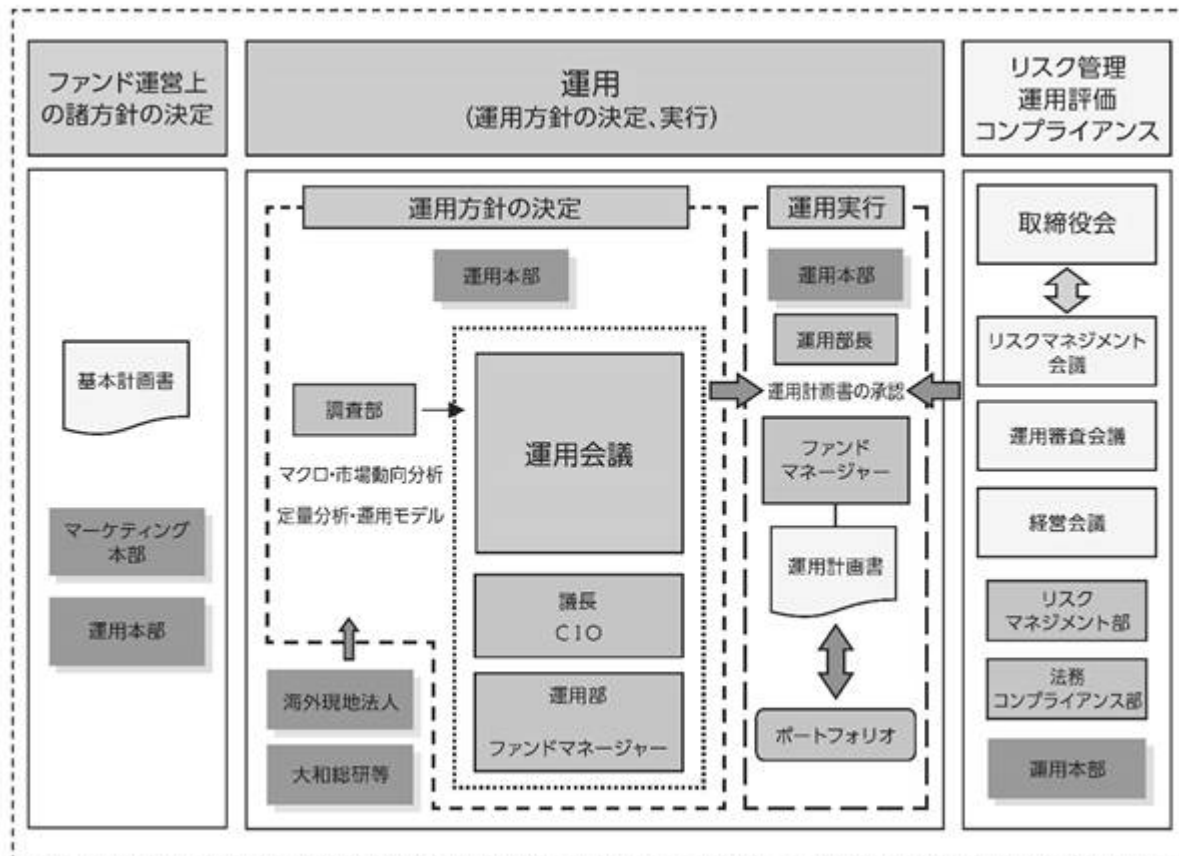 ファンド運営上
の諸方針の決定
運用
(運用方針の決定、実行)
リスク管理
運用評価
コンプライアンス
基本計画書
マーケティング
本部
運用本部
運用方針の決定
運用本部
調査部
マクロ・市場動向分析
定量分析・運用モデル
海外現地法人
大和総研等
運用会議
議長
CIO
運用部
ファンドマネージャー
運用実行
運用本部
運用部長
運用計画書の承認
ファンド
マネージャー
運用計画書
ポートフォリオ
取締役会
リスクマネジメント
会議
運用審査会議
経営会議
リスク
マネジメント部
法務
コンプライアンス部
運用本部